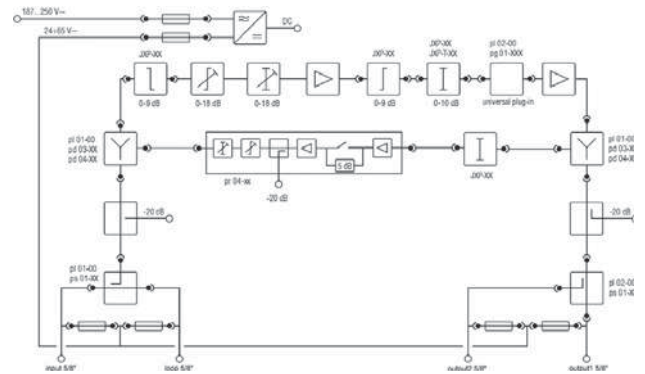 187...250 V~
24÷65 V~
DC
JXP-XX
0-9 dB
0-18 dB
0-18 dB
JXP-XX
0-9 dB
JXP-XX
JXP-T-XX
0-10 dB
pl 02-00
pg 01-XXX
universal plug-in
pl 01-00
pd 03-XX
pd 04-XX
5 dB
pr 04-xx
-20 dB
JXP-XX
pl 01-00
pd 03-XX
pd 04-XX
-20 dB
-20 dB
pl 01-00
ps 01-XX
pl 02-00
ps 01-XX
input 5/8"
loop 5/8"
output2 5/8"
output1 5/8"